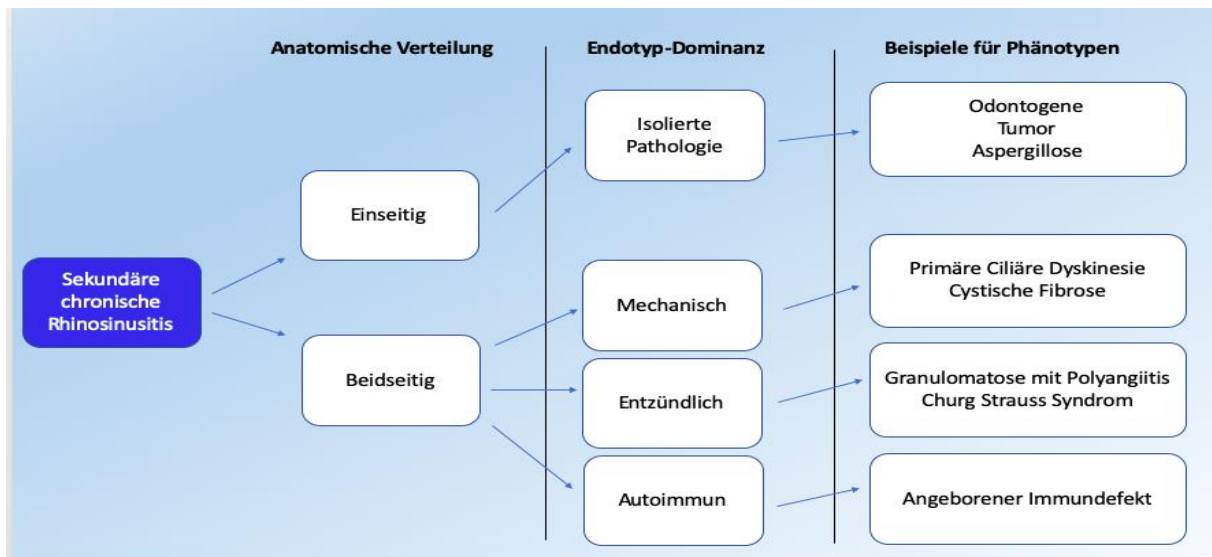 Anatomische Verteilung
Endotyp-Dominanz
Beispiele für Phänotypen
Sekundäre
chronische
Rhinosinusitis
Einseitig
Beidseitig
Isolierte
Pathologie
Mechanisch
Entzündlich
Autoimmun
Odontogene
Tumor
Aspergillose
Primäre Ciliäre Dyskinesie
Cystische Fibrose
Granulomatose mit Polyangiitis
Churg Strauss Syndrom
Angeborener Immundefekt